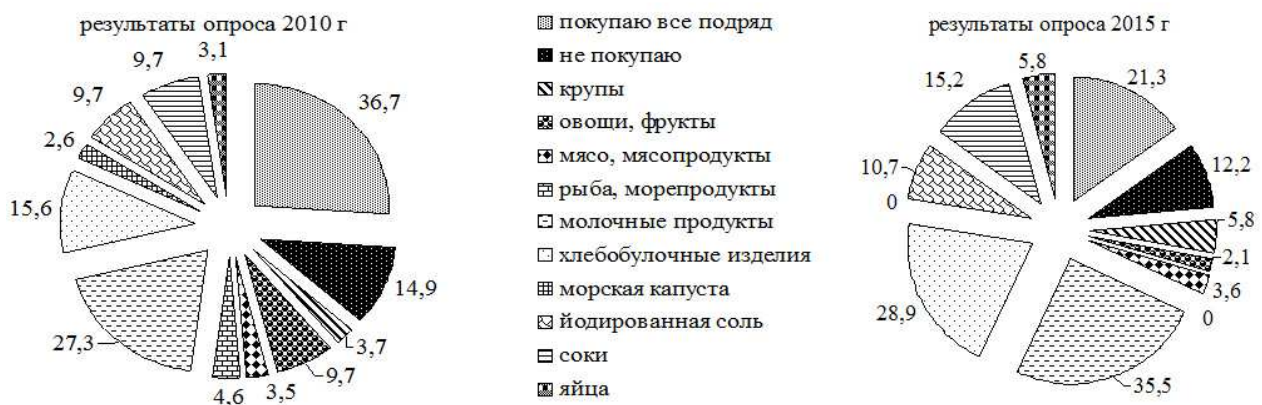 результаты опроса 2010 г
3,1
9,7
9,7
2,6
15,6
27,3
4,6
3,5
9,7
3,7
14,9
36,7
покупаю все подряд
не покупаю
крупы
овощи, фрукты
мясо, мясопродукты
рыба, морепродукты
молочные продукты
хлебобулочные изделия
морская капуста
йодированная соль
соки
яйца
результаты опроса 2015 г
5,8
15,2
10,7
0
28,9
35,5
0
3,6
2,1
5,8
12,2
21,3